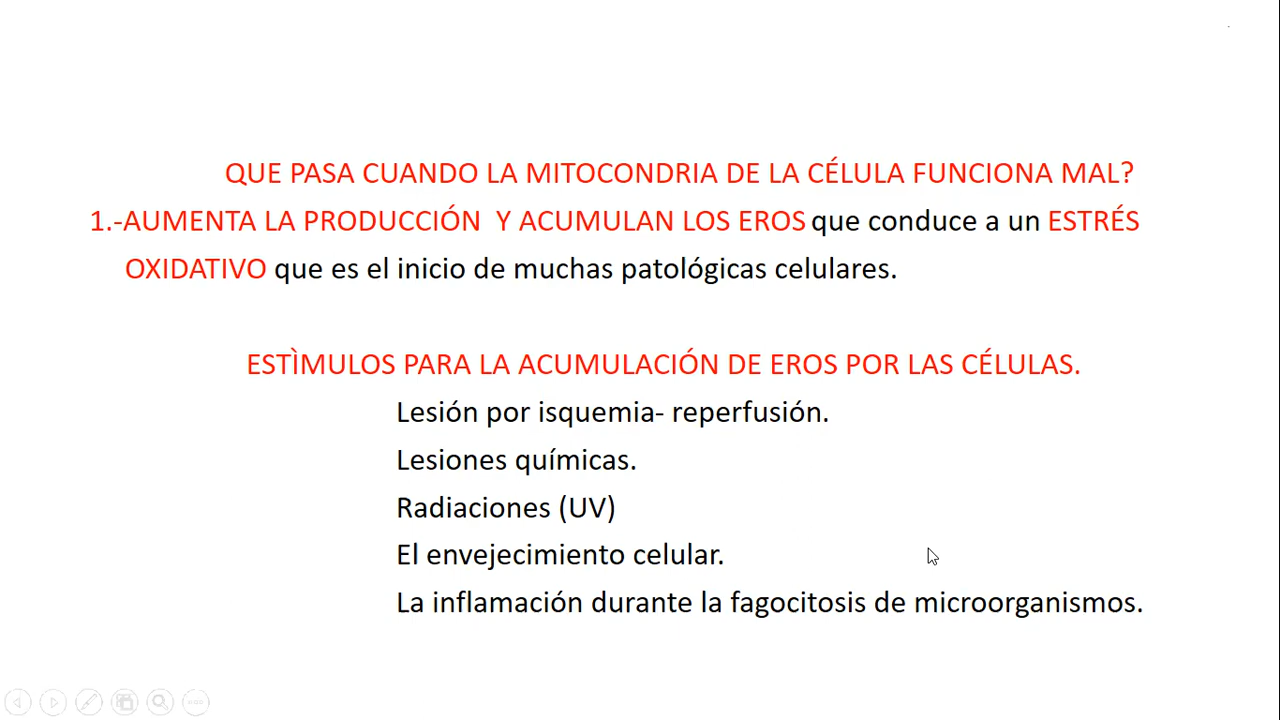 QUE PASA CUANDO LA MITOCONDRIA DE LA CÉLULA FUNCIONA MAL?
1.-AUMENTA LA PRODUCCIÓN Y ACUMULAN LOS EROS que conduce a un ESTRÉS
OXIDATIVO que es el inicio de muchas patológicas celulares.
ESTÌMULOS PARA LA ACUMULACIÓN DE EROS POR LAS CÉLULAS.
Lesión por isquemia- reperfusión.
Lesiones químicas.
Radiaciones (UV)
El envejecimiento celular.
La inflamación durante la fagocitosis de microorganismos.